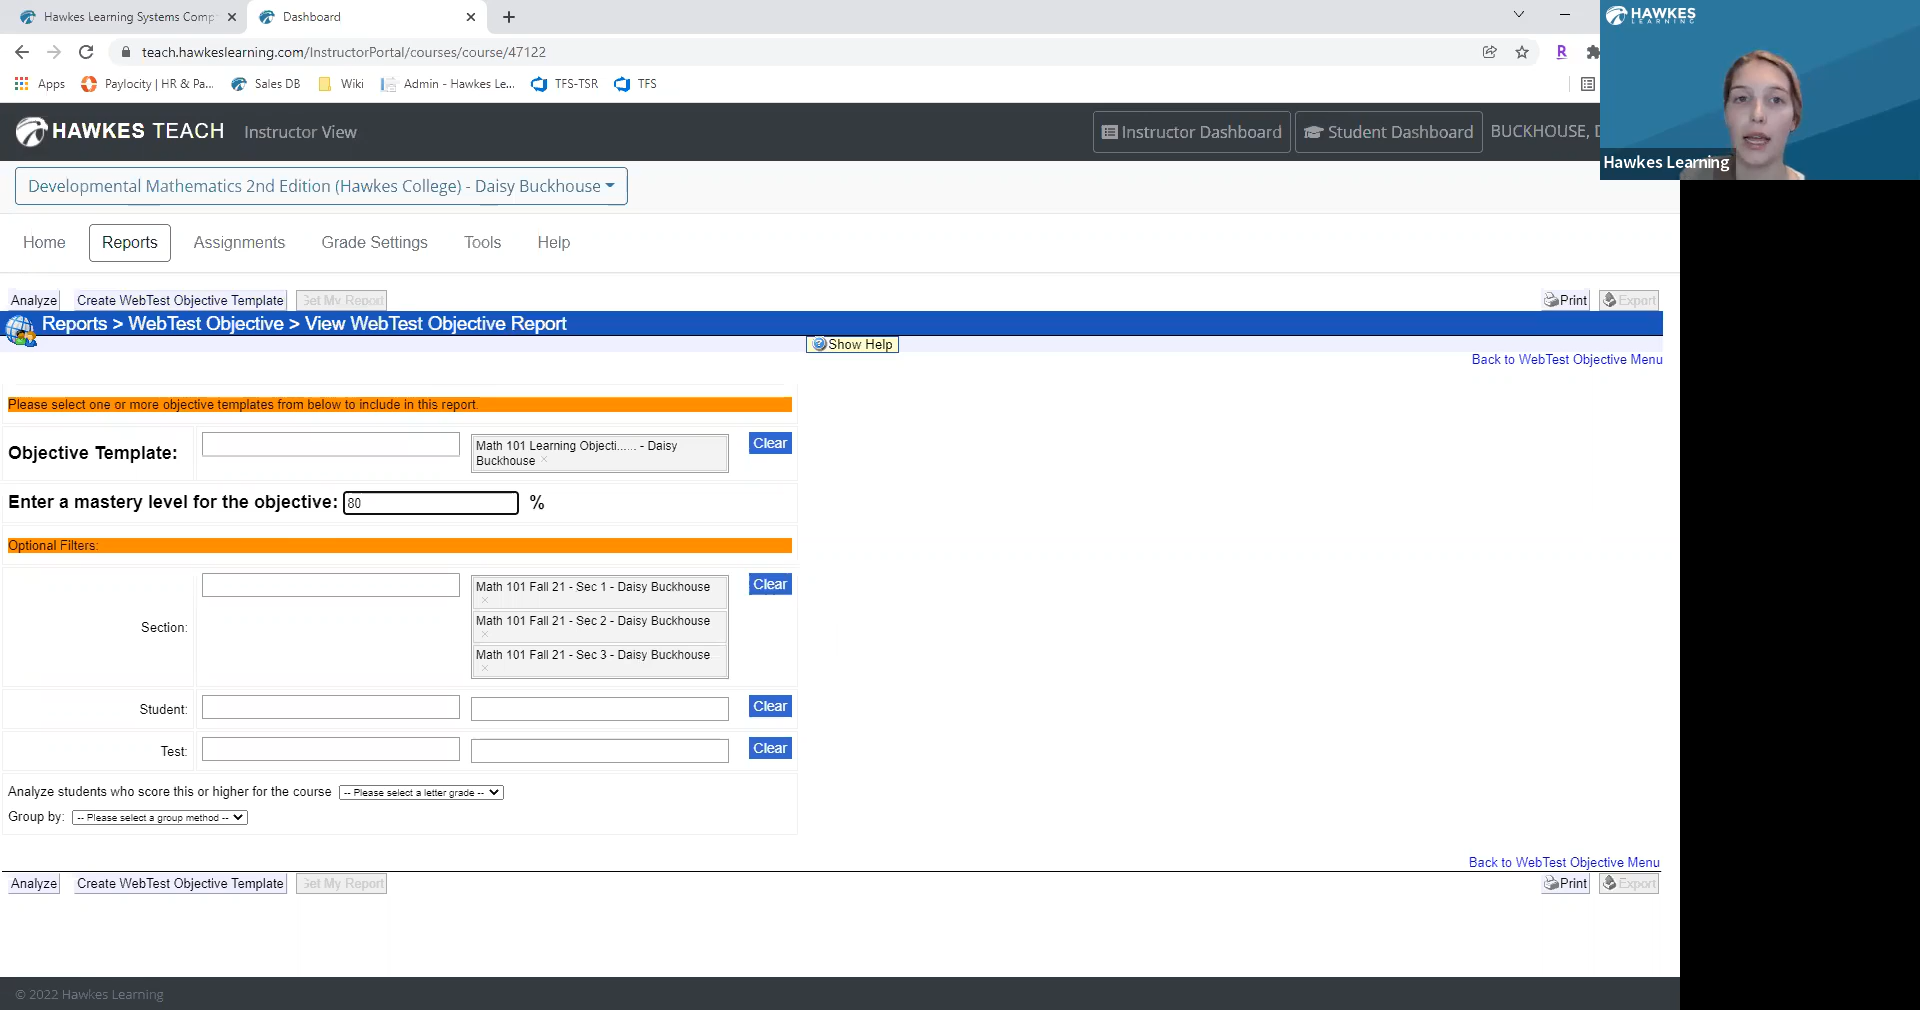 Hawkes Learning Systems Comp
Dashboard
teach.hawkeslearning.com/InstructorPortal/courses/course/47122
R
Apps
Paylocity | HR & Pa...
Sales DB
Wiki
Admin - Hawkes Le...
TFS-TSR
TFS
HAWKES
LEARNING
Hawkes Learning
HAWKES TEACH Instructor View
Instructor Dashboard
Student Dashboard
BUCKHOUSE, D
Developmental Mathematics 2nd Edition (Hawkes College) - Daisy Buckhouse
Home Reports Assignments Grade Settings Tools Help
Analyze Create WebTest Objective Template Get My Report Print Export
Reports > WebTest Objective > View WebTest Objective Report
Show Help
Back to WebTest Objective Menu
Please select one or more objective templates from below to include in this report.
Objective Template:
Math 101 Learning Objecti...... - Daisy
Buckhouse
Clear
Enter a mastery level for the objective: 80 %
Optional Filters:
Section:
Math 101 Fall 21 - Sec 1 - Daisy Buckhouse
Math 101 Fall 21 - Sec 2 - Daisy Buckhouse
Math 101 Fall 21 - Sec 3 - Daisy Buckhouse
Clear
Student:
Clear
Test:
Clear
Analyze students who score this or higher for the course -- Please select a letter grade --
Group by: -- Please select a group method --
Back to WebTest Objective Menu
Analyze Create WebTest Objective Template Get My Report Print Export
© 2022 Hawkes Learning